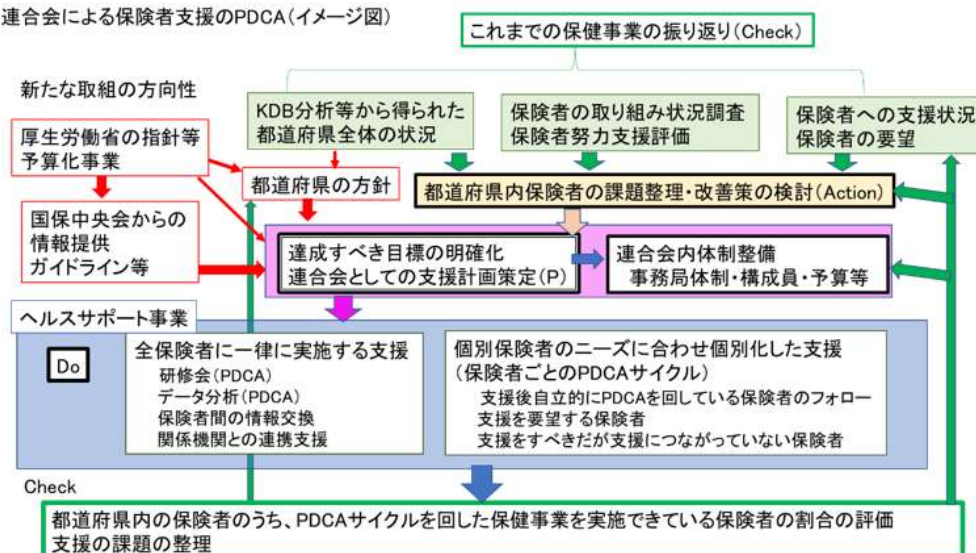 連合会による保険者支援のPDCA（イメージ図）
これまでの保健事業の振り返り（Check）
新たな取組の方向性
KDB分析等から得られた
都道府県全体の状況
保険者の取り組み状況調査
保険者努力支援評価
保険者への支援状況
保険者の要望
厚生労働省の指針等
予算化事業
都道府県の方針
都道府県内保険者の課題整理・改善策の検討（Action）
国保中央会からの
情報提供
ガイドライン等
達成すべき目標の明確化
連合会としての支援計画策定（P）
連合会内体制整備
事務局体制・構成員・予算等
ヘルスサポート事業
Do
全保険者に一律に実施する支援
研修会（PDCA）
データ分析（PDCA）
保険者間の情報交換
関係機関との連携支援
個別保険者のニーズに合わせ個別化した支援
（保険者ごとのPDCAサイクル）
支援後自立的にPDCAを回している保険者のフォロー
支援を要望する保険者
支援をすべきだが支援につながっていない保険者
Check
都道府県内の保険者のうち、PDCAサイクルを回した保健事業を実施できている保険者の割合の評価
支援の課題の整理